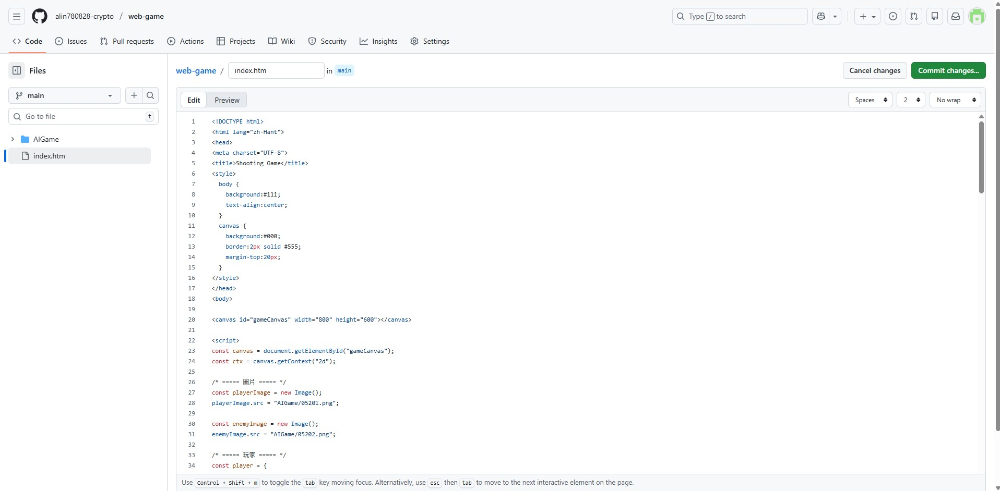 alin780828-crypto / web-game
Type / to search
Code Issues Pull requests Actions Projects Wiki Security Insights Settings
Files
web-game / index.htm in main
Cancel changes Commit changes...
main
Go to file t
AIGame
index.htm
Edit Preview
Spaces 2 No wrap
1 <!DOCTYPE html>
2 <html lang="zh-Hant">
3 <head>
4 <meta charset="UTF-8">
5 <title>Shooting Game</title>
6 <style>
7 body {
8 background:#111;
9 text-align:center;
10 }
11 canvas {
12 background:#000;
13 border:2px solid #555;
14 margin-top:20px;
15 }
16 </style>
17 </head>
18 <body>
19
20 <canvas id="gameCanvas" width="800" height="600"></canvas>
21
22 <script>
23 const canvas = document.getElementById("gameCanvas");
24 const ctx = canvas.getContext("2d");
25
26 /* ===== 圖片 ===== */
27 const playerImage = new Image();
28 playerImage.src = "AIGame/05201.png";
29
30 const enemyImage = new Image();
31 enemyImage.src = "AIGame/05202.png";
32
33 /* ===== 玩家 ===== */
34 const player = {
Use Control + Shift + m to toggle the tab key moving focus. Alternatively, use esc then tab to move to the next interactive element on the page.